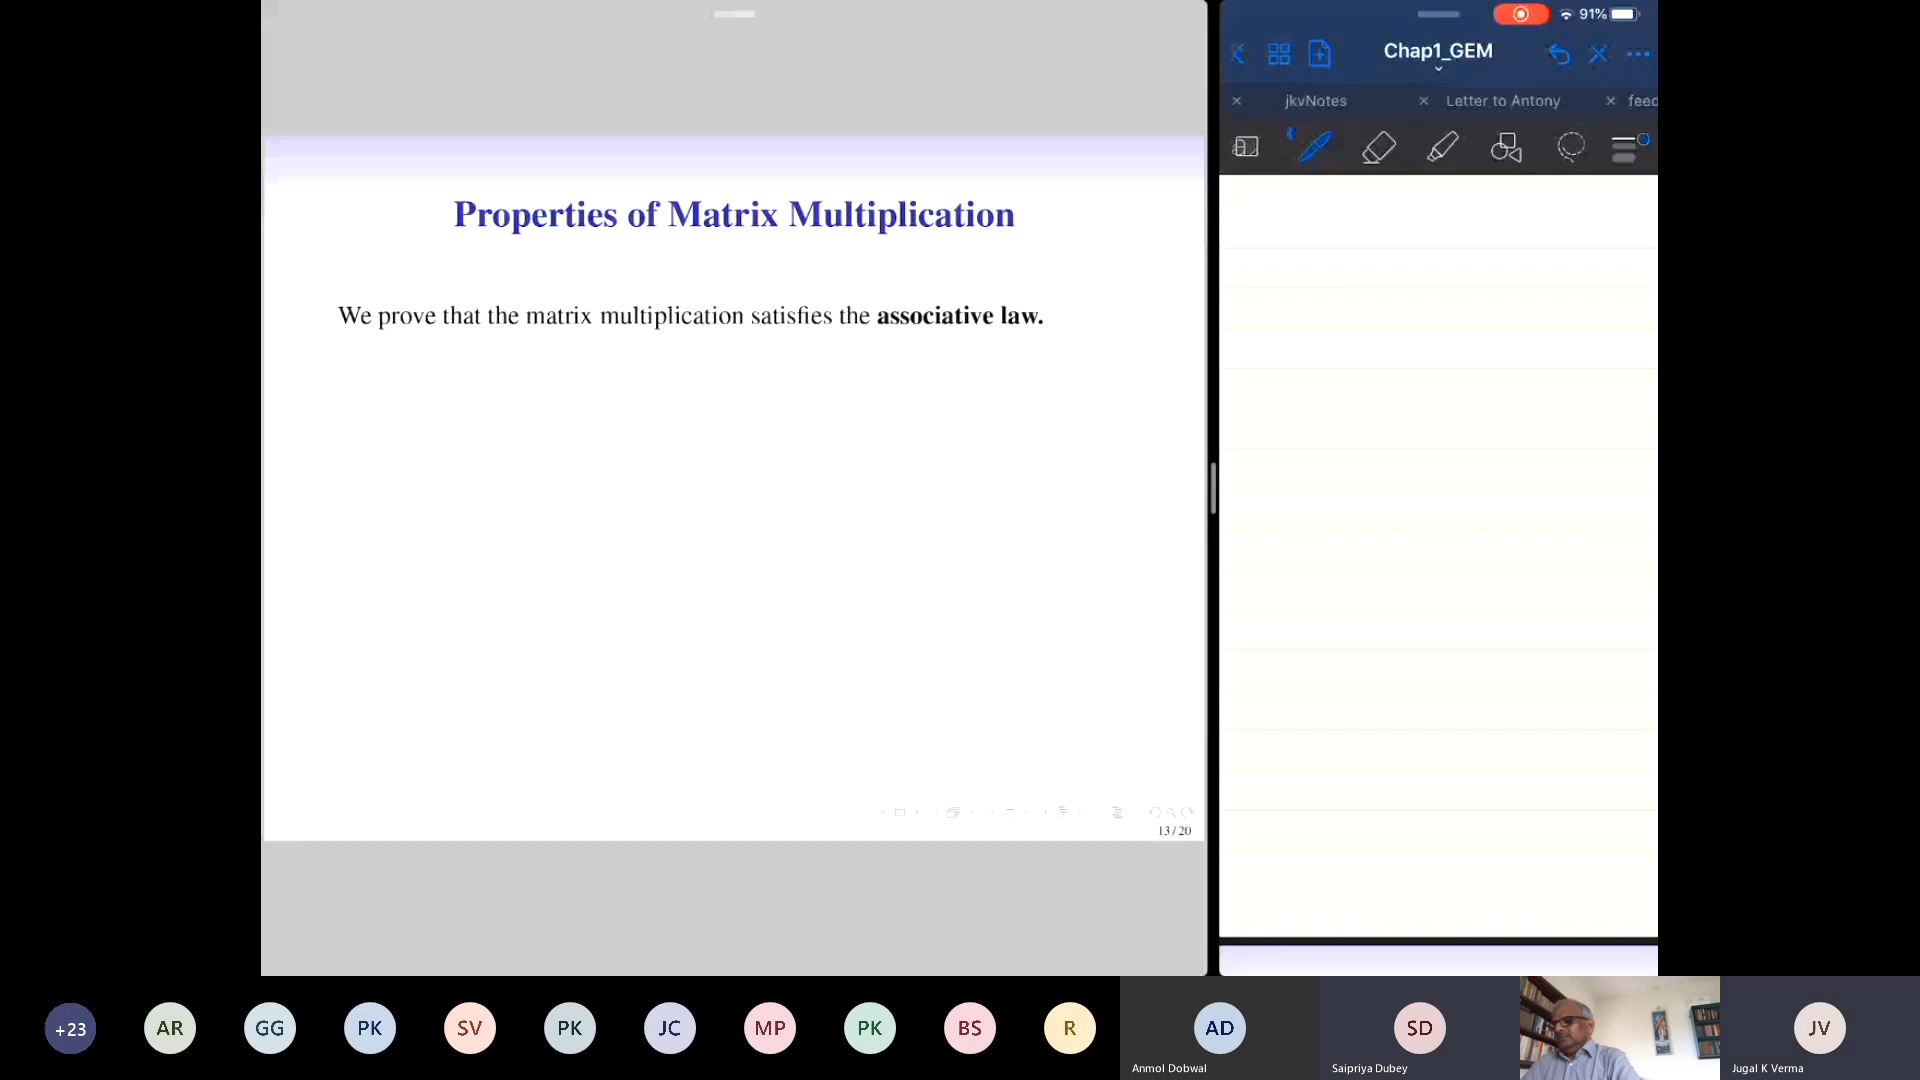 91%
Chap1_GEM
jkvNotes
Letter to Antony
feed
Properties of Matrix Multiplication
We prove that the matrix multiplication satisfies the associative law.
13/20
+23
AR
GG
PK
SV
PK
JC
MP
PK
BS
R
AD
Anmol Dobwal
SD
Saipriya Dubey
JV
Jugal K Verma